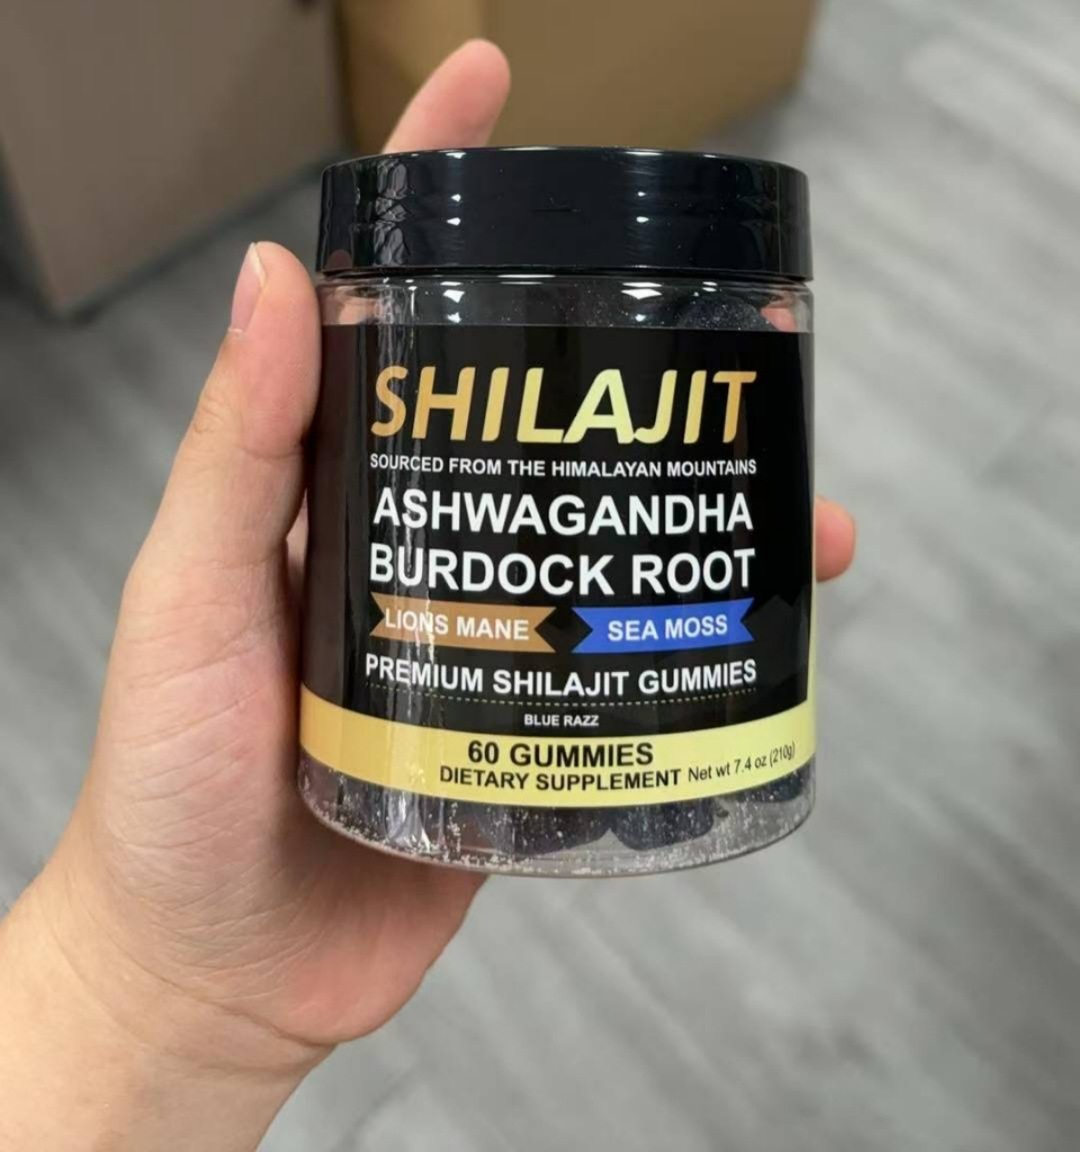 SHILAJIT
SOURCED FROM THE HIMALAYAN MOUNTAINS
ASHWAGANDHA
BURDOCK ROOT
LIONS MANE SEA MOSS
PREMIUM SHILAJIT GUMMIES
BLUE RAZZ
60 GUMMIES
DIETARY SUPPLEMENT Net wt 7.4 oz (210g)